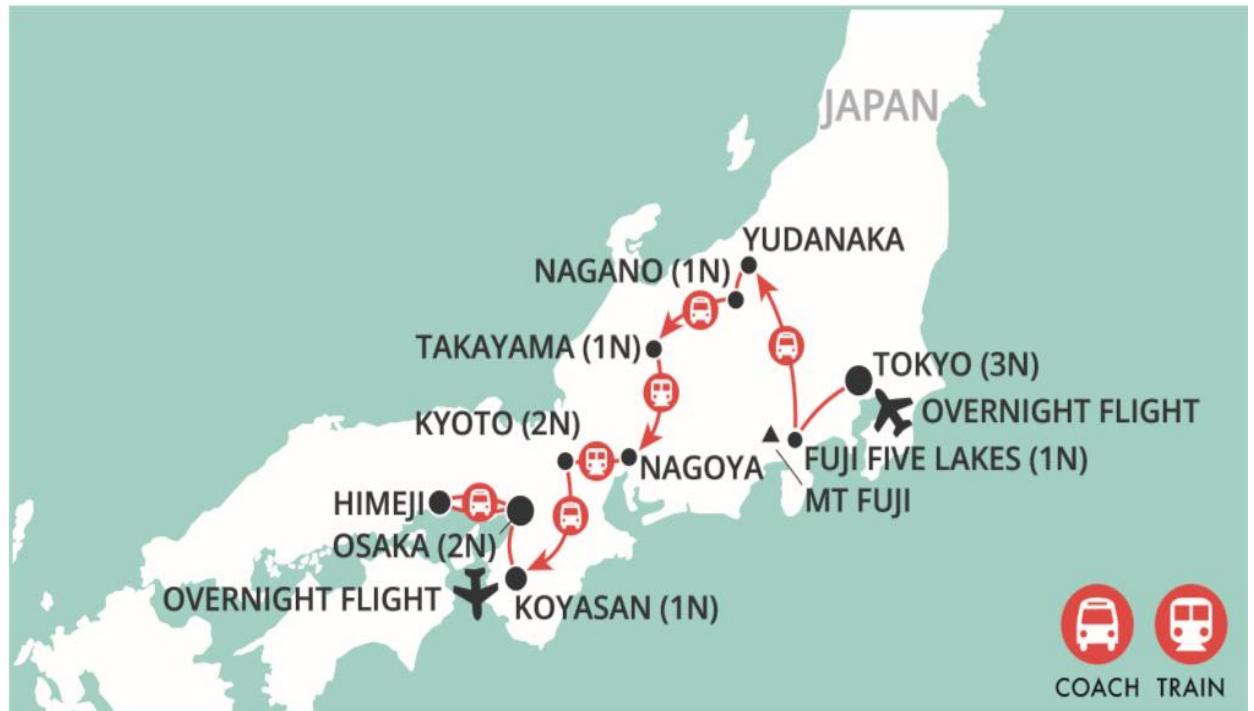 JAPAN
YUDANAKA
NAGANO (1N)
TAKAYAMA (1N)
TOKYO (3N)
OVERNIGHT FLIGHT
KYOTO (2N)
NAGOYA
FUJI FIVE LAKES (1N)
MT FUJI
HIMEJI
OSAKA (2N)
OVERNIGHT FLIGHT
KOYASAN (1N)
COACH
TRAIN